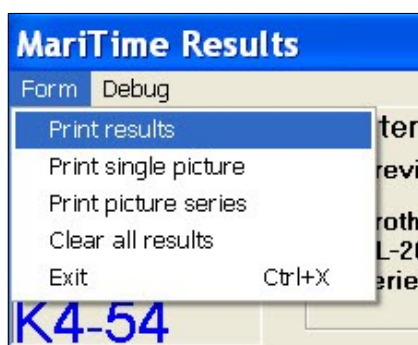 MariTime Results
Form Debug
Print results
Print single picture
Print picture series
Clear all results
Exit Ctrl+X
K4-54